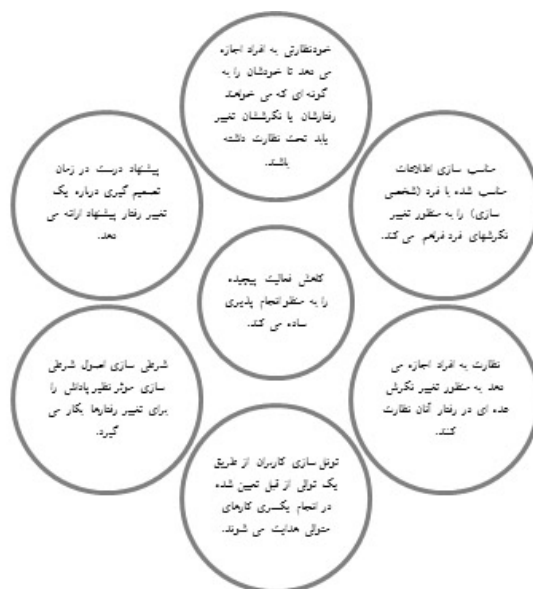 خودنظارتی به افراد اجازه
می دهد تا خودشان را به
گونه ای که می خواهند
رفتارشان یا نگرششان تغییر
یابد تحت نظارت داشته
باشند.
مناسب سازی اطلاعات
مناسب شده با فرد (شخصی
سازی) را به منظور تغییر
نگرشهای فرد فراهم می کند.
پیشنهاد درست در زمان
تصمیم گیری درباره یک
تغییر رفتار پیشنهاد ارائه می
دهد.
کاهش فعالیت پیچیده
را به منظور انجام پذیری
ساده می کند.
نظارت به افراد اجازه می
دهد به منظور تغییر نگرش
عده ای در رفتار آنان نظارت
کنند.
شرطی سازی اصول شرطی
سازی موثر نظیر پاداش را
برای تغییر رفتارها بکار می
گیرد.
تونل سازی کاربران از طریق
یک توالی از قبل تعیین شده
در انجام یکسری کارهای
متوالی هدایت می شوند.